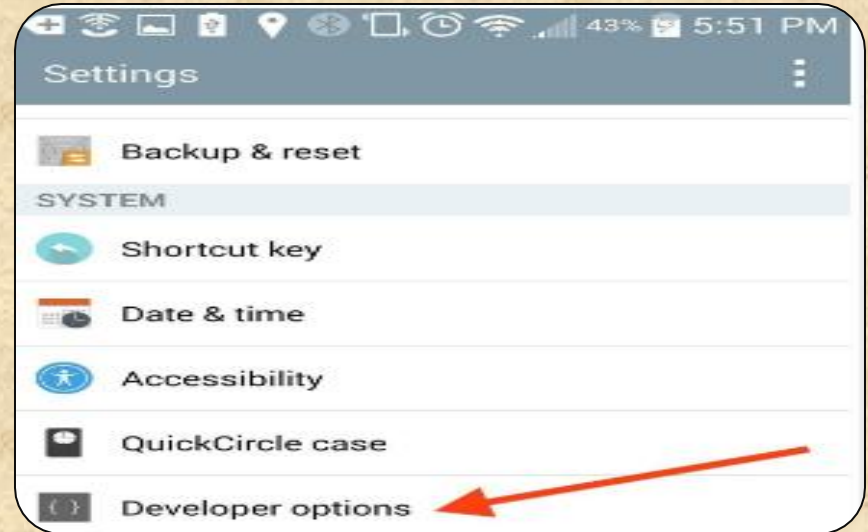 43% 5:51 PM
Settings
Backup & reset
SYSTEM
Shortcut key
Date & time
Accessibility
QuickCircle case
{ } Developer options